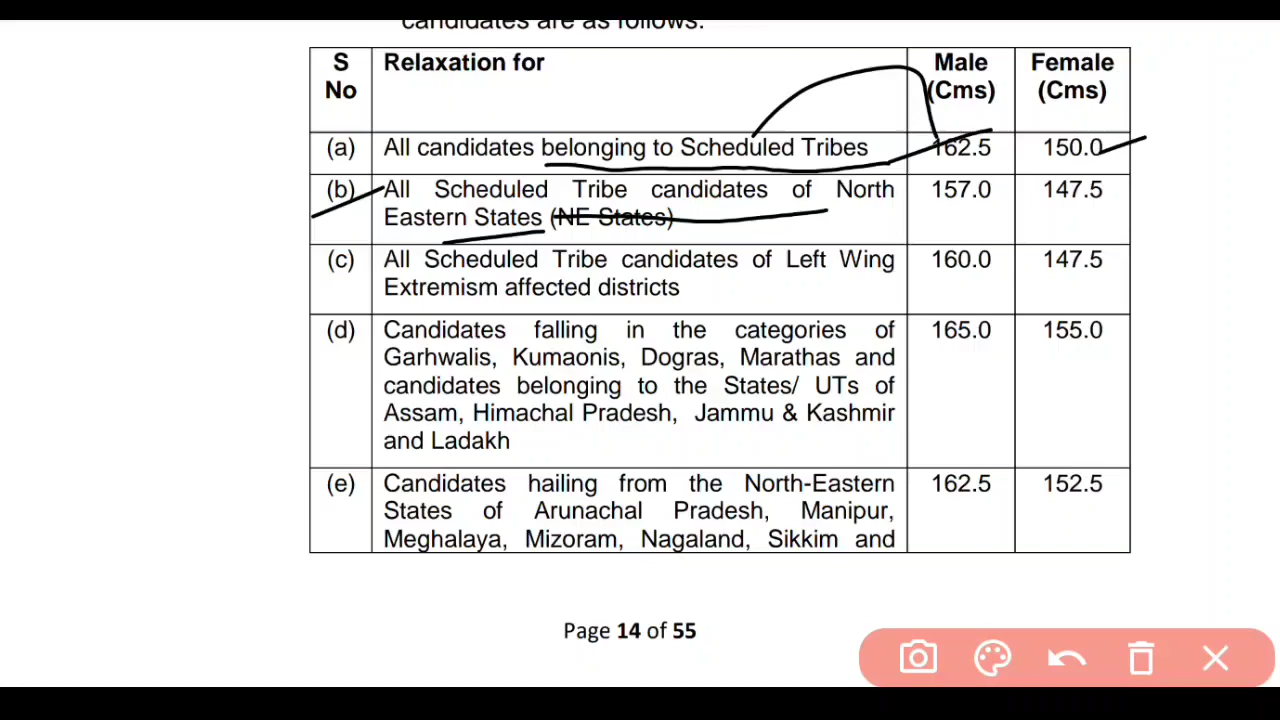 candidates are as follows:
S No
Relaxation for
Male (Cms)
Female (Cms)
(a) All candidates belonging to Scheduled Tribes 162.5 150.0
(b) All Scheduled Tribe candidates of North 157.0 147.5
Eastern States (NE States)
(c) All Scheduled Tribe candidates of Left Wing 160.0 147.5
Extremism affected districts
(d) Candidates falling in the categories of 165.0 155.0
Garhwalis, Kumaonis, Dogras, Marathas and
candidates belonging to the States/ UTs of
Assam, Himachal Pradesh, Jammu & Kashmir
and Ladakh
(e) Candidates hailing from the North-Eastern 162.5 152.5
States of Arunachal Pradesh, Manipur,
Meghalaya, Mizoram, Nagaland, Sikkim and
Page 14 of 55